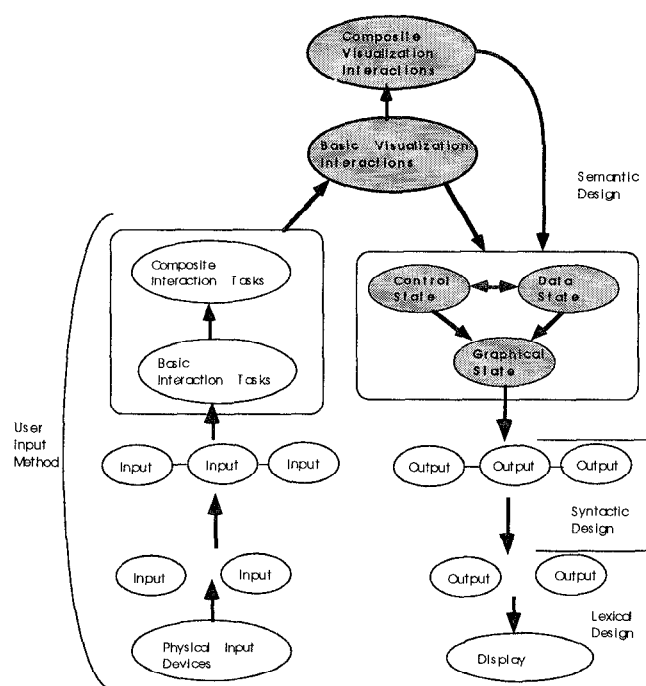 Composite
Visualization
Interactions
Basic Visualization
Interactions
Semantic
Design
Composite
Interaction Tasks
Basic
Interaction Tasks
Control
State
Data
State
Graphical
State
User
Input
Method
Input
Input
Input
Output
Output
Output
Syntactic
Design
Input
Input
Output
Output
Lexical
Design
Physical Input
Devices
Display